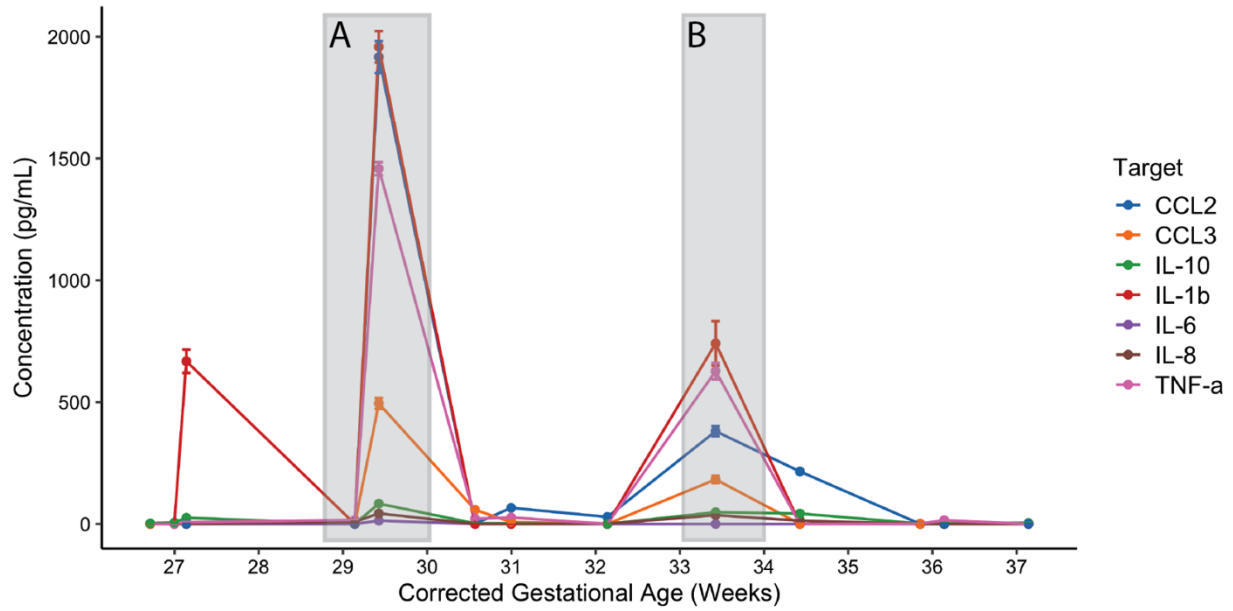 A
B
2000
1500
1000
500
0
Concentration (pg/mL)
27 28 29 30 31 32 33 34 35 36 37
Corrected Gestational Age (Weeks)
Target
CCL2
CCL3
IL-10
IL-1b
IL-6
IL-8
TNF-a